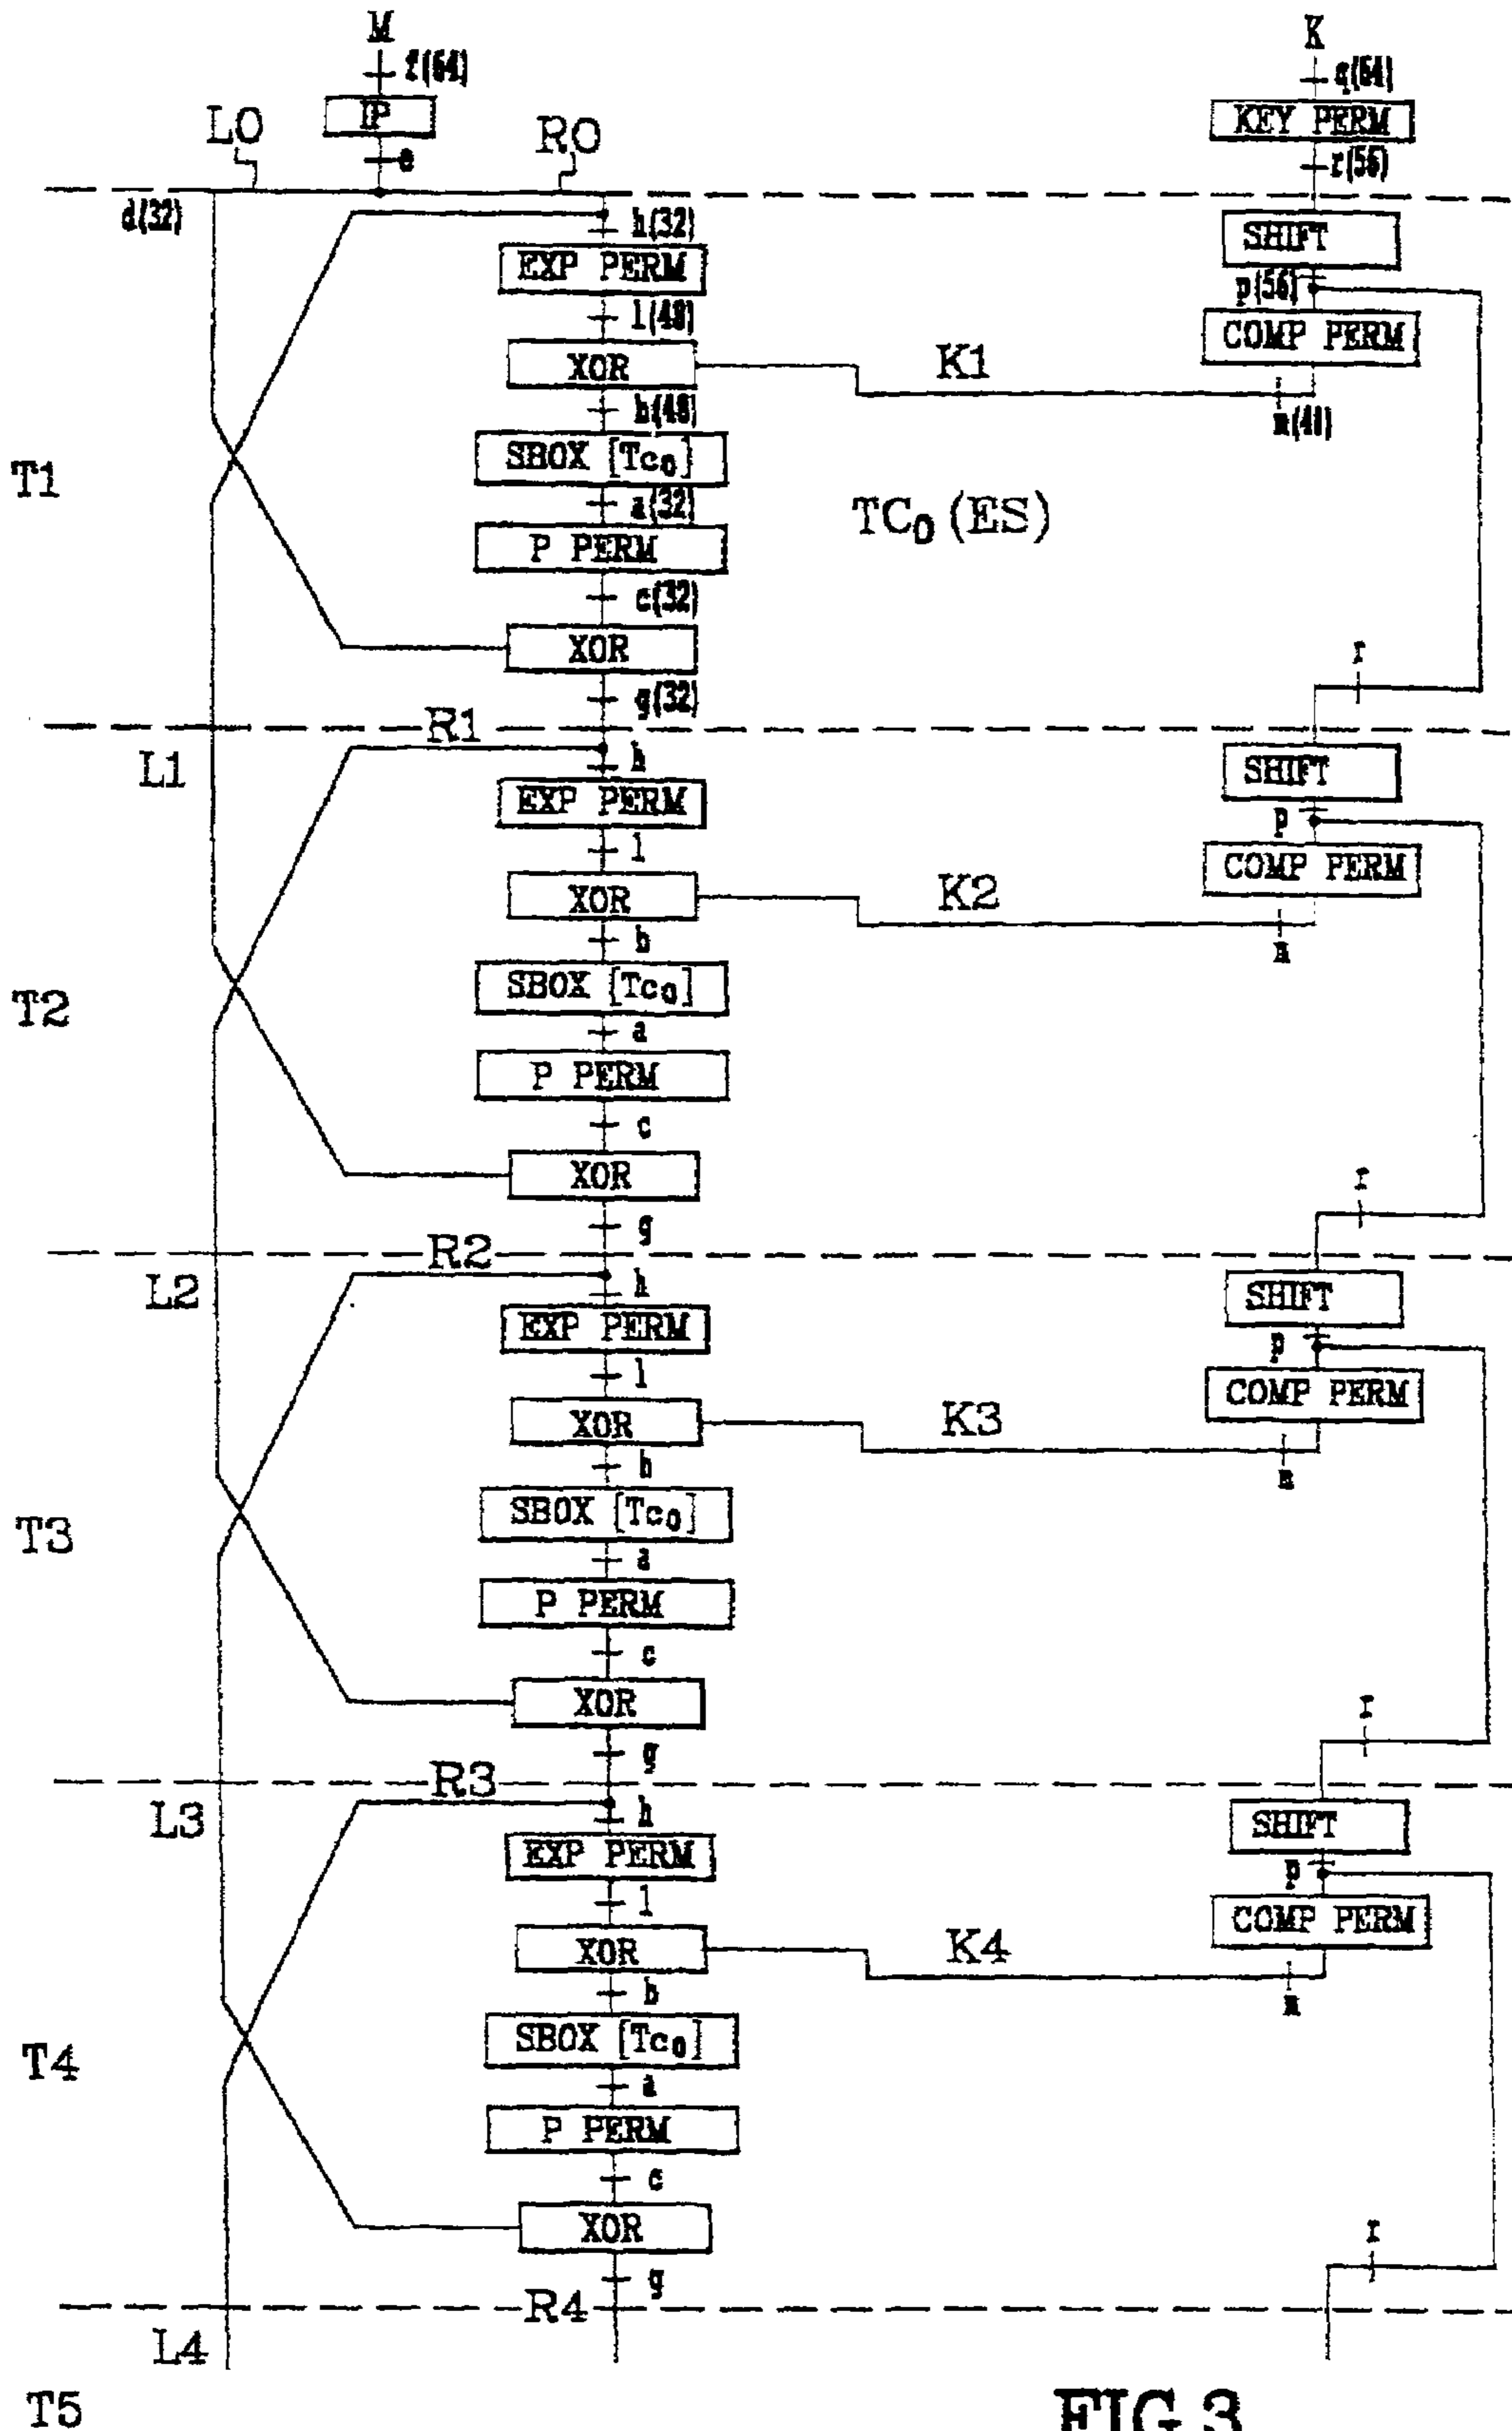 M K
f(64) q(64)
IP KEY PERM
L0 R0
e r(56)
d(32) h(32) SHIFT
EXP PERM p(56)
l(48) COMP PERM
XOR K1
b(48) m(48)
T1 SBOX [Tc0]
a(32) TC0 (ES)
P PERM
c(32)
XOR r
g(32)
R1
L1 h SHIFT
EXP PERM p
l COMP PERM
XOR K2
b m
T2 SBOX [Tc0]
a
P PERM
c
XOR r
g
R2
L2 h SHIFT
EXP PERM p
l COMP PERM
XOR K3
b m
T3 SBOX [Tc0]
a
P PERM
c
XOR r
g
R3
L3 h SHIFT
EXP PERM p
l COMP PERM
XOR K4
b m
T4 SBOX [Tc0]
a
P PERM
c
XOR r
g
R4
L4
T5
FIG.3